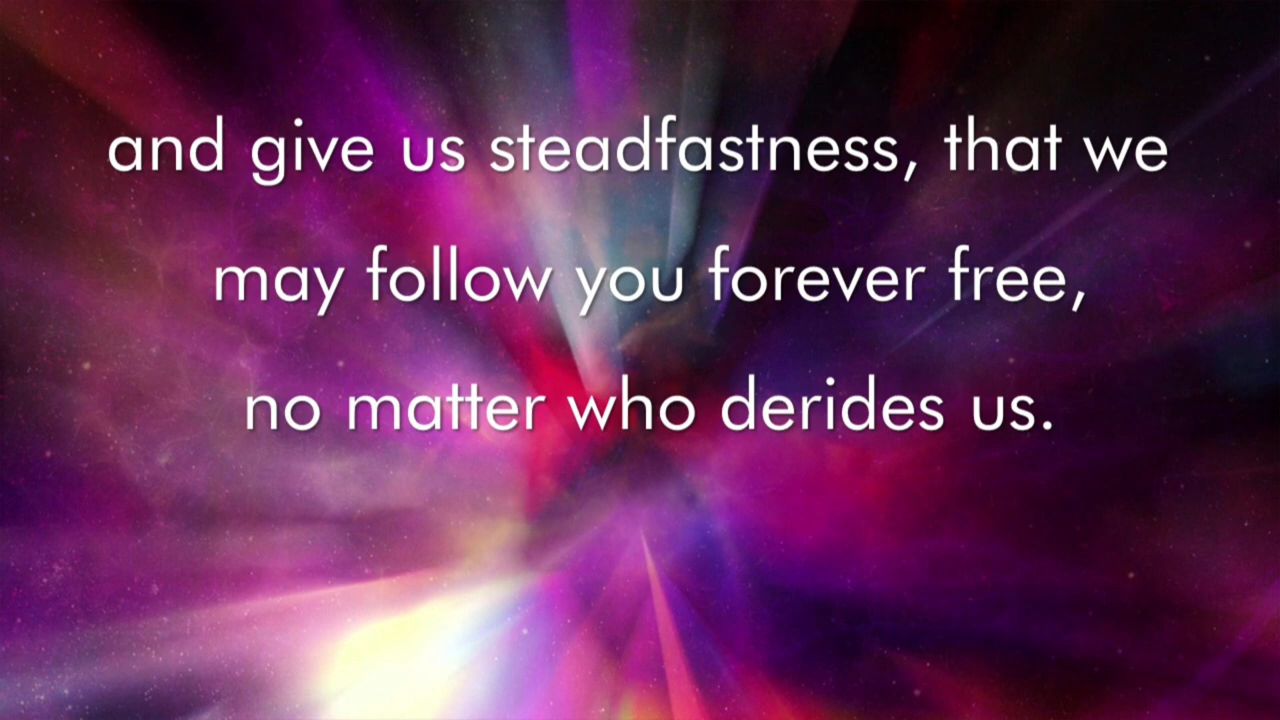 and give us steadfastness, that we
may follow you forever free,
no matter who derides us.